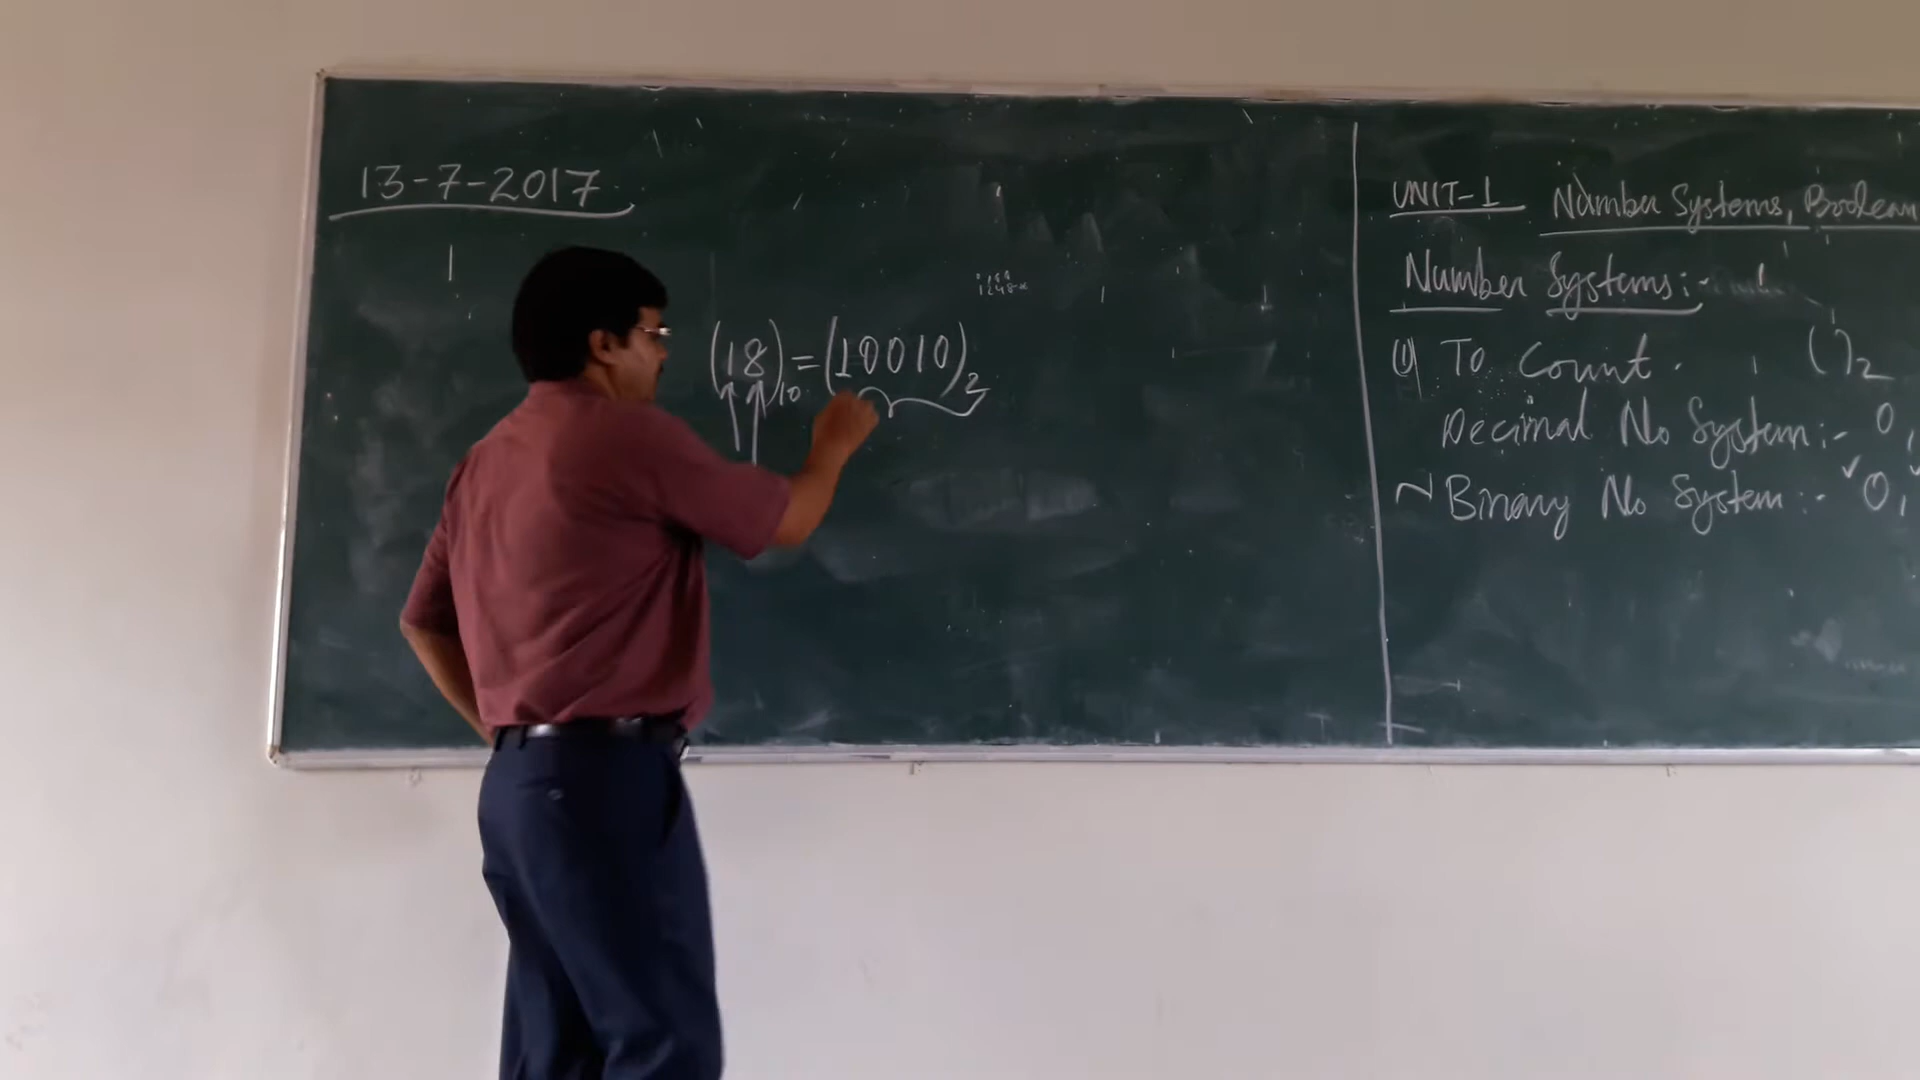 13-7-2017
(18)10 = (10010)2
UNIT-1 Number Systems, Boolean
Number Systems:-
(1) To Count. ( )2
Decimal No System:- 0,
~ Binary No System:- 0,